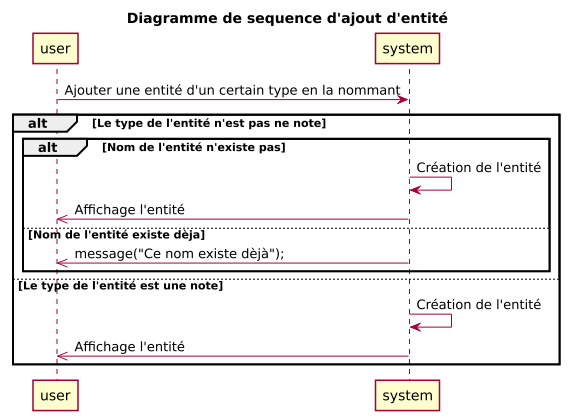 Diagramme de sequence d'ajout d'entité
user
system
Ajouter une entité d'un certain type en la nommant
alt
[Le type de l'entité n'est pas ne note]
alt
[Nom de l'entité n'existe pas]
Création de l'entité
Affichage l'entité
[Nom de l'entité existe dèja]
message("Ce nom existe dèjà");
[Le type de l'entité est une note]
Création de l'entité
Affichage l'entité
user
system